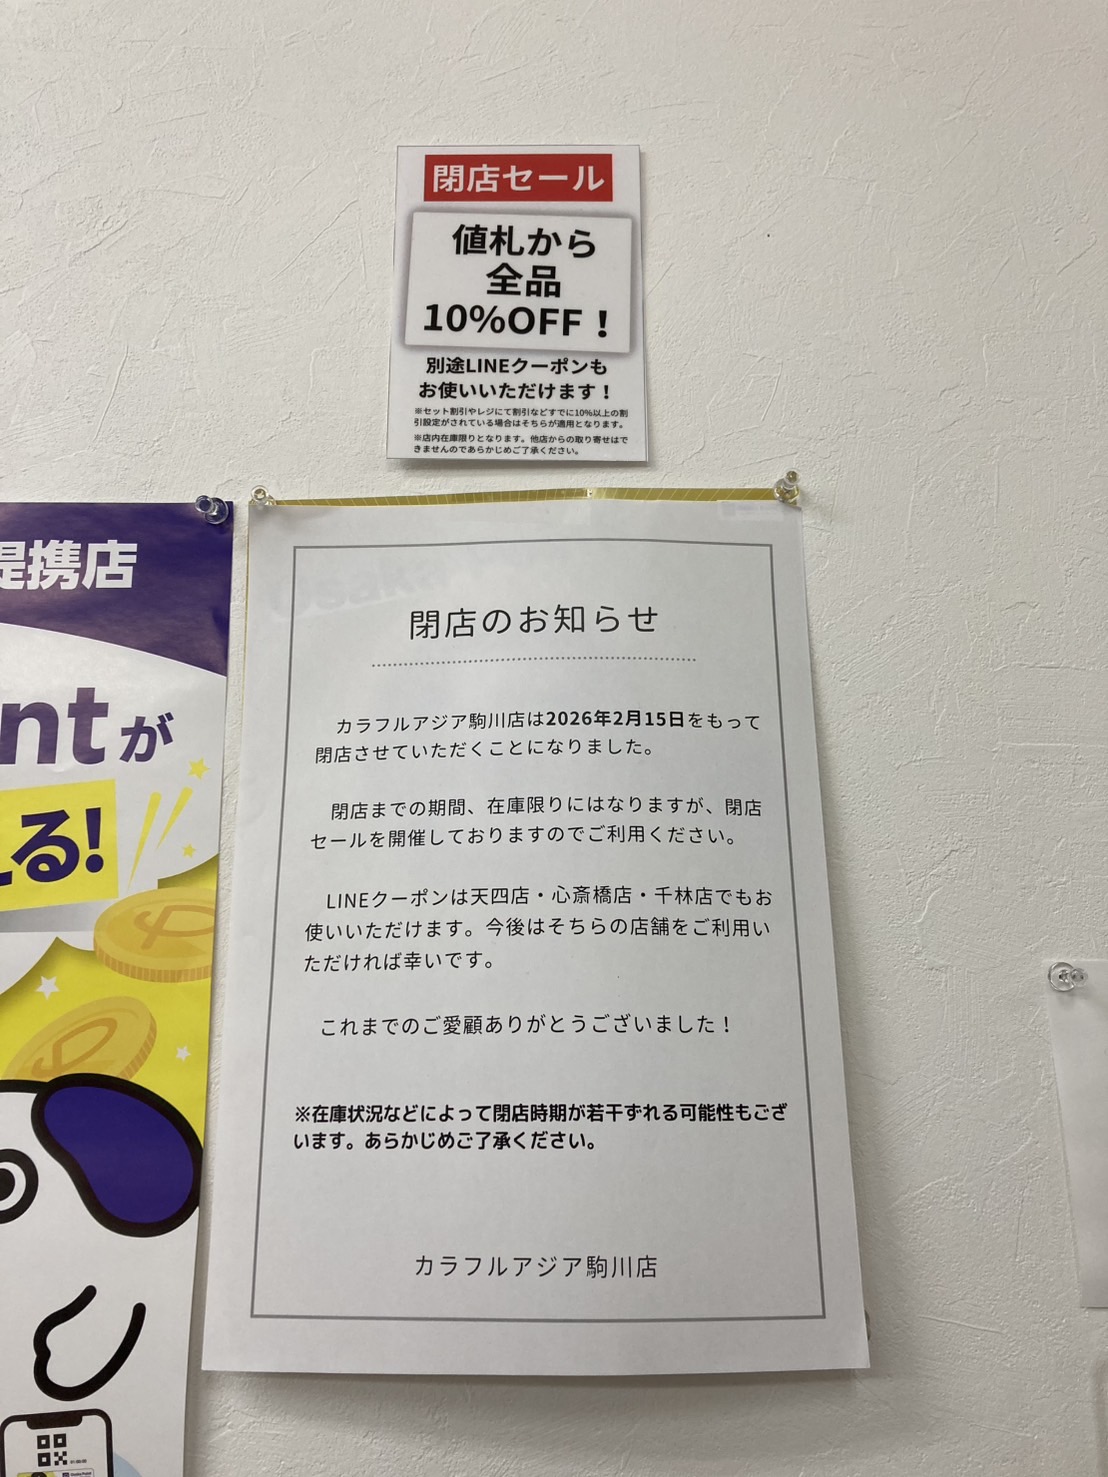 閉店セール
値札から
全品
10%OFF！
別途LINEクーポンも
お使いいただけます！
※セット割引やレジにて割引などすでに10%以上の割
引設定がされている場合はそちらが適用となります。
※店内在庫限りとなります。他店からの取り寄せはで
きませんのであらかじめご了承ください。
提携店
ntが
る!
閉店のお知らせ
カラフルアジア駒川店は2026年2月15日をもって
閉店させていただくことになりました。
閉店までの期間、在庫限りにはなりますが、閉店
セールを開催しておりますのでご利用ください。
LINEクーポンは天四店・心斎橋店・千林店でもお
使いいただけます。今後はそちらの店舗をご利用い
ただければ幸いです。
これまでのご愛顧ありがとうございました！
※在庫状況などによって閉店時期が若干ずれる可能性もござ
います。あらかじめご了承ください。
カラフルアジア駒川店